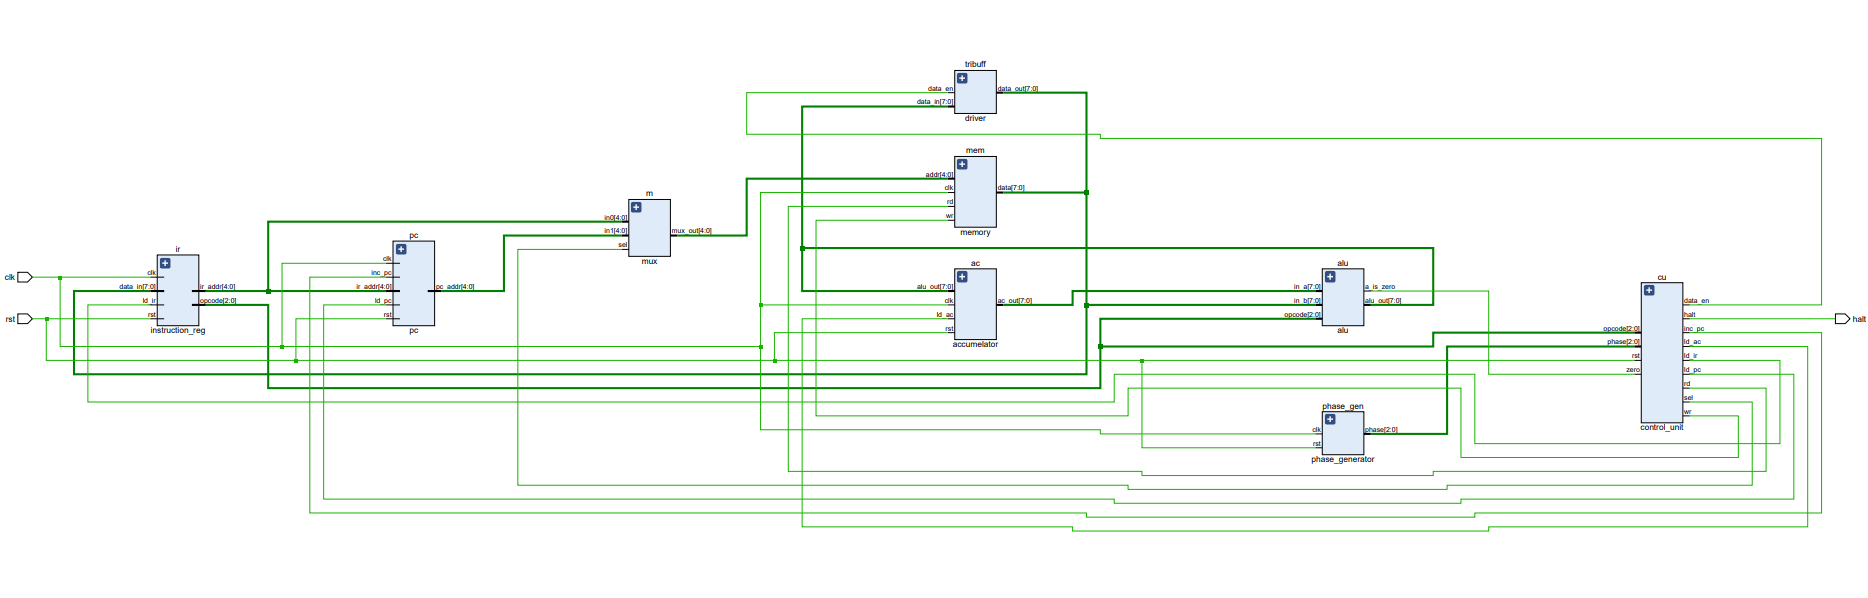 clk
rst
ir
clk
data_in[7:0]
ld_ir
rst
ir_addr[4:0]
opcode[2:0]
instruction_reg
pc
clk
inc_pc
ir_addr[4:0]
ld_pc
rst
pc_addr[4:0]
pc
m
in0[4:0]
in1[4:0]
sel
mux_out[4:0]
mux
tribuff
data_en
data_in[7:0]
data_out[7:0]
driver
mem
addr[4:0]
clk
rd
wr
data[7:0]
memory
ac
alu_out[7:0]
clk
ld_ac
rst
ac_out[7:0]
accumelator
alu
in_a[7:0]
in_b[7:0]
opcode[2:0]
a_is_zero
alu_out[7:0]
alu
phase_gen
clk
rst
phase[2:0]
phase_generator
cu
opcode[2:0]
phase[2:0]
rst
zero
data_en
halt
inc_pc
ld_ac
ld_ir
ld_pc
rd
sel
wr
control_unit
halt